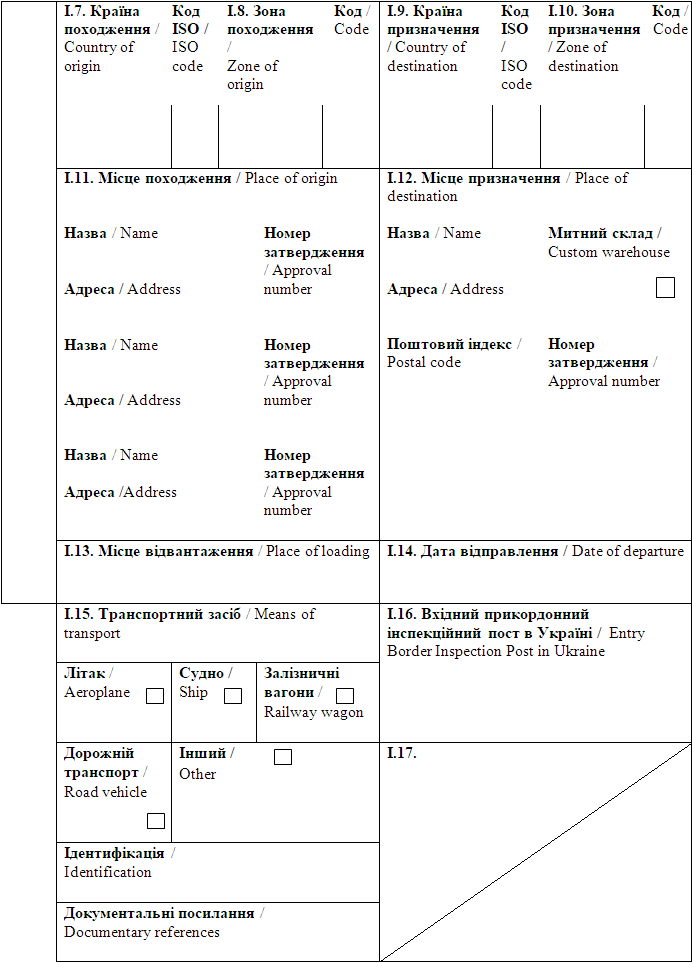 I.7. Країна
походження /
Country of
origin
Код
ISO /
ISO
code
I.8. Зона
походження
/
Zone of
origin
Код /
Code
I.9. Країна
призначення
/ Country of
destination
Код
ISO
/
ISO
code
I.10. Зона
призначення
/ Zone of
destination
Код /
Code
I.11. Місце походження / Place of origin
Назва / Name
Номер
затвердження
/ Approval
number
Адреса / Address
Назва / Name
Номер
затвердження
/ Approval
number
Адреса / Address
Назва / Name
Номер
затвердження
/ Approval
number
Адреса /Address
I.12. Місце призначення / Place of
destination
Назва / Name
Митний склад /
Custom warehouse
Адреса / Address
Поштовий індекс /
Postal code
Номер
затвердження /
Approval number
I.13. Місце відвантаження / Place of loading
I.14. Дата відправлення / Date of departure
I.15. Транспортний засіб / Means of
transport
I.16. Вхідний прикордонний
інспекційний пост в Україні / Entry
Border Inspection Post in Ukraine
Літак /
Aeroplane
Судно /
Ship
Залізничні
вагони /
Railway wagon
Дорожній
транспорт /
Road vehicle
Інший /
Other
I.17.
Ідентифікація /
Identification
Документальні посилання /
Documentary references